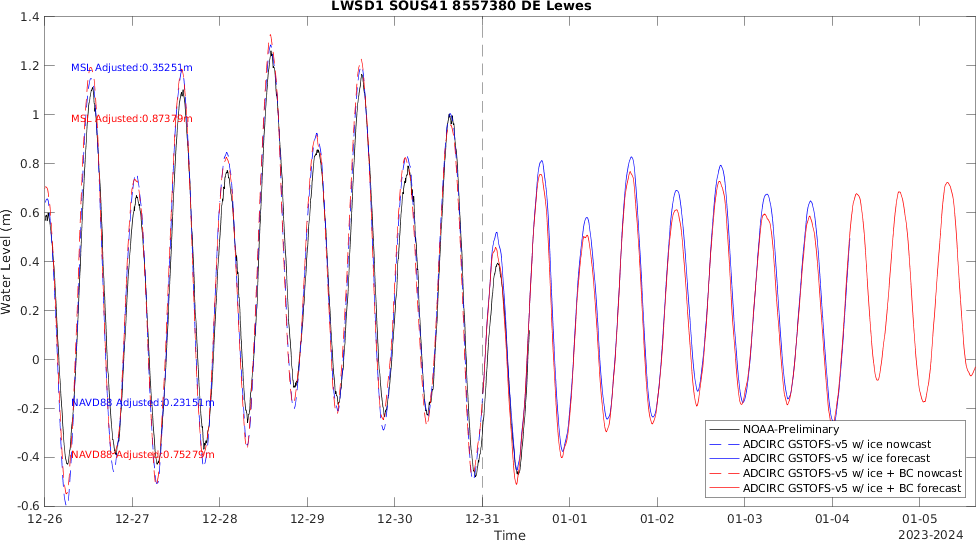 LWSD1 SOUS41 8557380 DE Lewes
1.4
1.2
1
0.8
0.6
0.4
0.2
0
-0.2
-0.4
-0.6
Water Level (m)
MSL Adjusted:0.35251m
MSL Adjusted:0.87379m
NAVD88 Adjusted:0.23151m
NAVD88 Adjusted:0.75279m
NOAA-Preliminary
ADCIRC GSTOFS-v5 w/ ice nowcast
ADCIRC GSTOFS-v5 w/ ice forecast
ADCIRC GSTOFS-v5 w/ ice + BC nowcast
ADCIRC GSTOFS-v5 w/ ice + BC forecast
12-26 12-27 12-28 12-29 12-30 12-31 01-01 01-02 01-03 01-04 01-05
Time
2023-2024